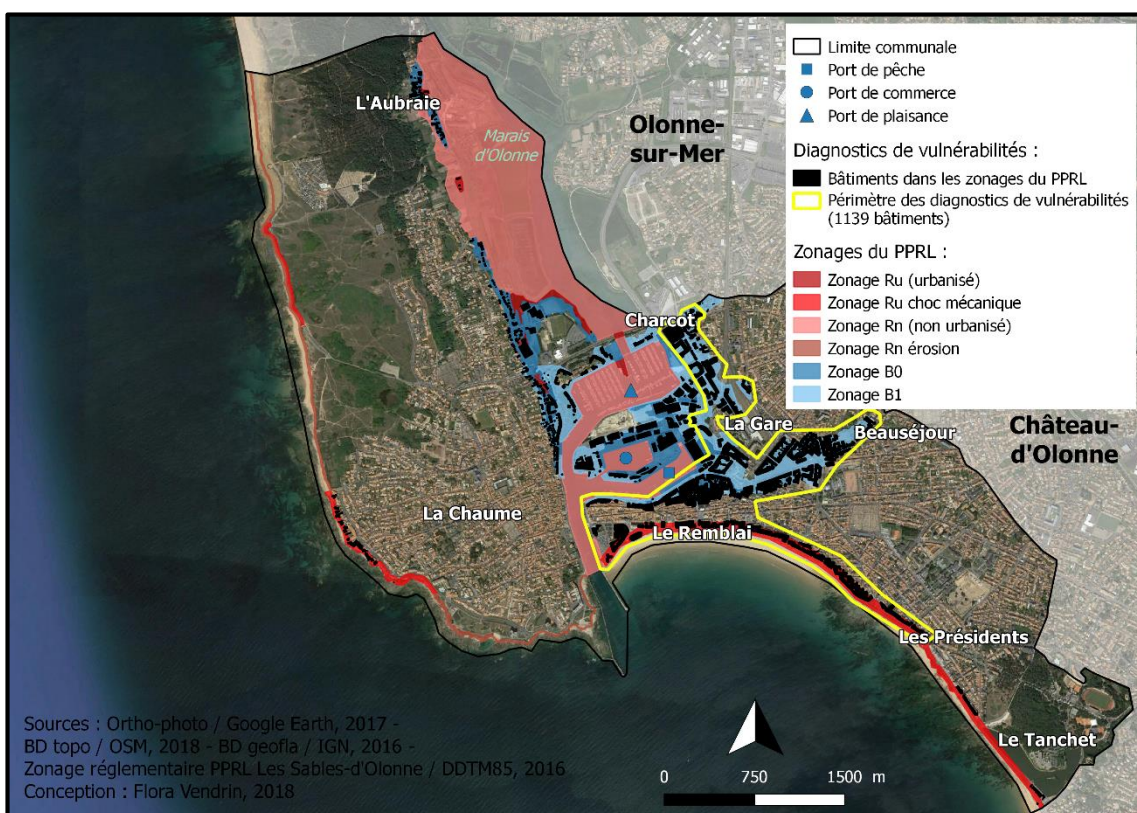 Limite communale
Port de pêche
Port de commerce
Port de plaisance
Diagnostics de vulnérabilités :
Bâtiments dans les zonages du PPRL
Périmètre des diagnostics de vulnérabilités
(1139 bâtiments)
Zonages du PPRL :
Zonage Ru (urbanisé)
Zonage Ru choc mécanique
Zonage Rn (non urbanisé)
Zonage Rn érosion
Zonage B0
Zonage B1
L'Aubraie
Marais
d'Olonne
Olonne-
sur-Mer
Charcot
La Gare
Beauséjour
Château-
d'Olonne
La Chaume
Le Remblai
Les Présidents
Le Tanchet
Sources : Ortho-photo / Google Earth, 2017 -
BD topo / OSM, 2018 - BD geofla / IGN, 2016 -
Zonage réglementaire PPRL Les Sables-d'Olonne / DDTM85, 2016
Conception : Flora Vendrin, 2018
0 750 1500 m